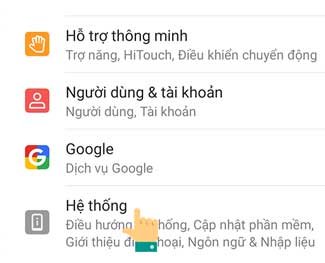 Hỗ trợ thông minh
Trợ năng, HiTouch, Điều khiển chuyển động
Người dùng & tài khoản
Người dùng, Tài khoản
Google
Dịch vụ Google
Hệ thống
Điều hướng thống, Cập nhật phần mềm,
Giới thiệu thoại, Ngôn ngữ & Nhập liệu